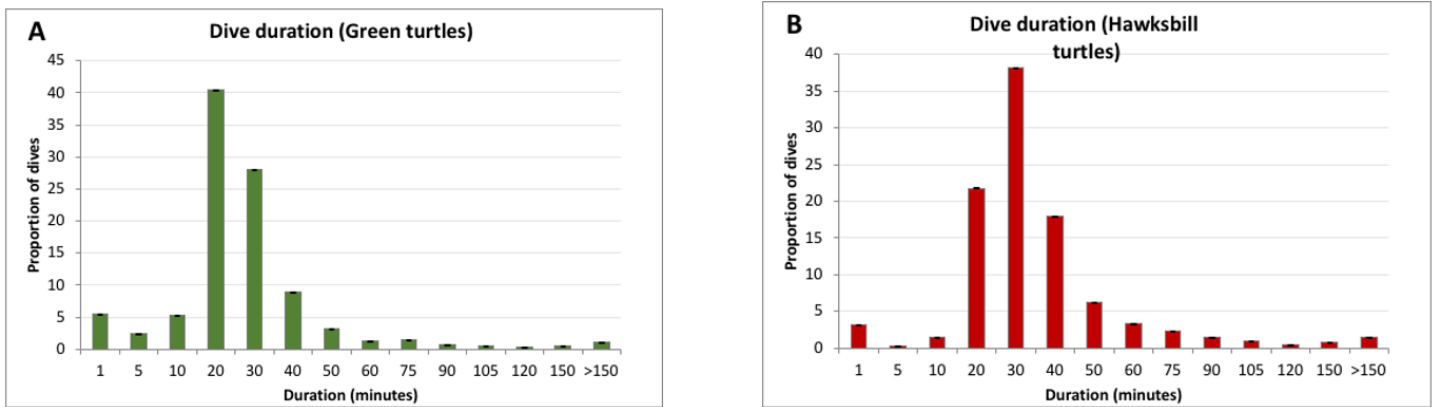 A
Dive duration (Green turtles)
45
40
35
30
25
20
15
10
5
0
Proportion of dives
1 5 10 20 30 40 50 60 75 90 105 120 150 >150
Duration (minutes)
B
Dive duration (Hawksbill
turtles)
40
35
30
25
20
15
10
5
0
Proportion of dives
1 5 10 20 30 40 50 60 75 90 105 120 150 >150
Duration (minutes)